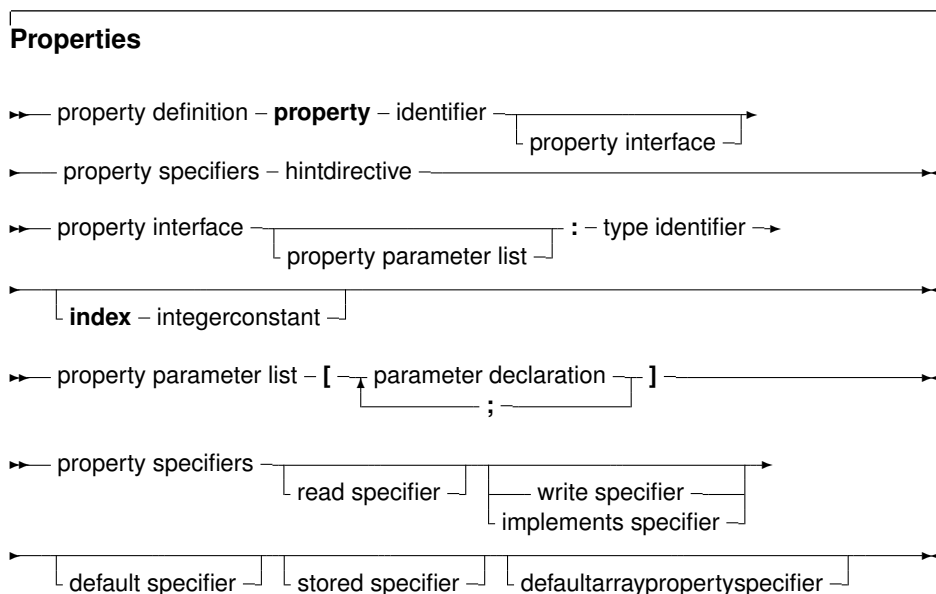 Properties
property definition – property – identifier
property interface
property specifiers – hintdirective
property interface : – type identifier
property parameter list
index – integerconstant
property parameter list – [ parameter declaration ]
;
property specifiers
read specifier write specifier
implements specifier
default specifier stored specifier defaultarraypropertyspecifier